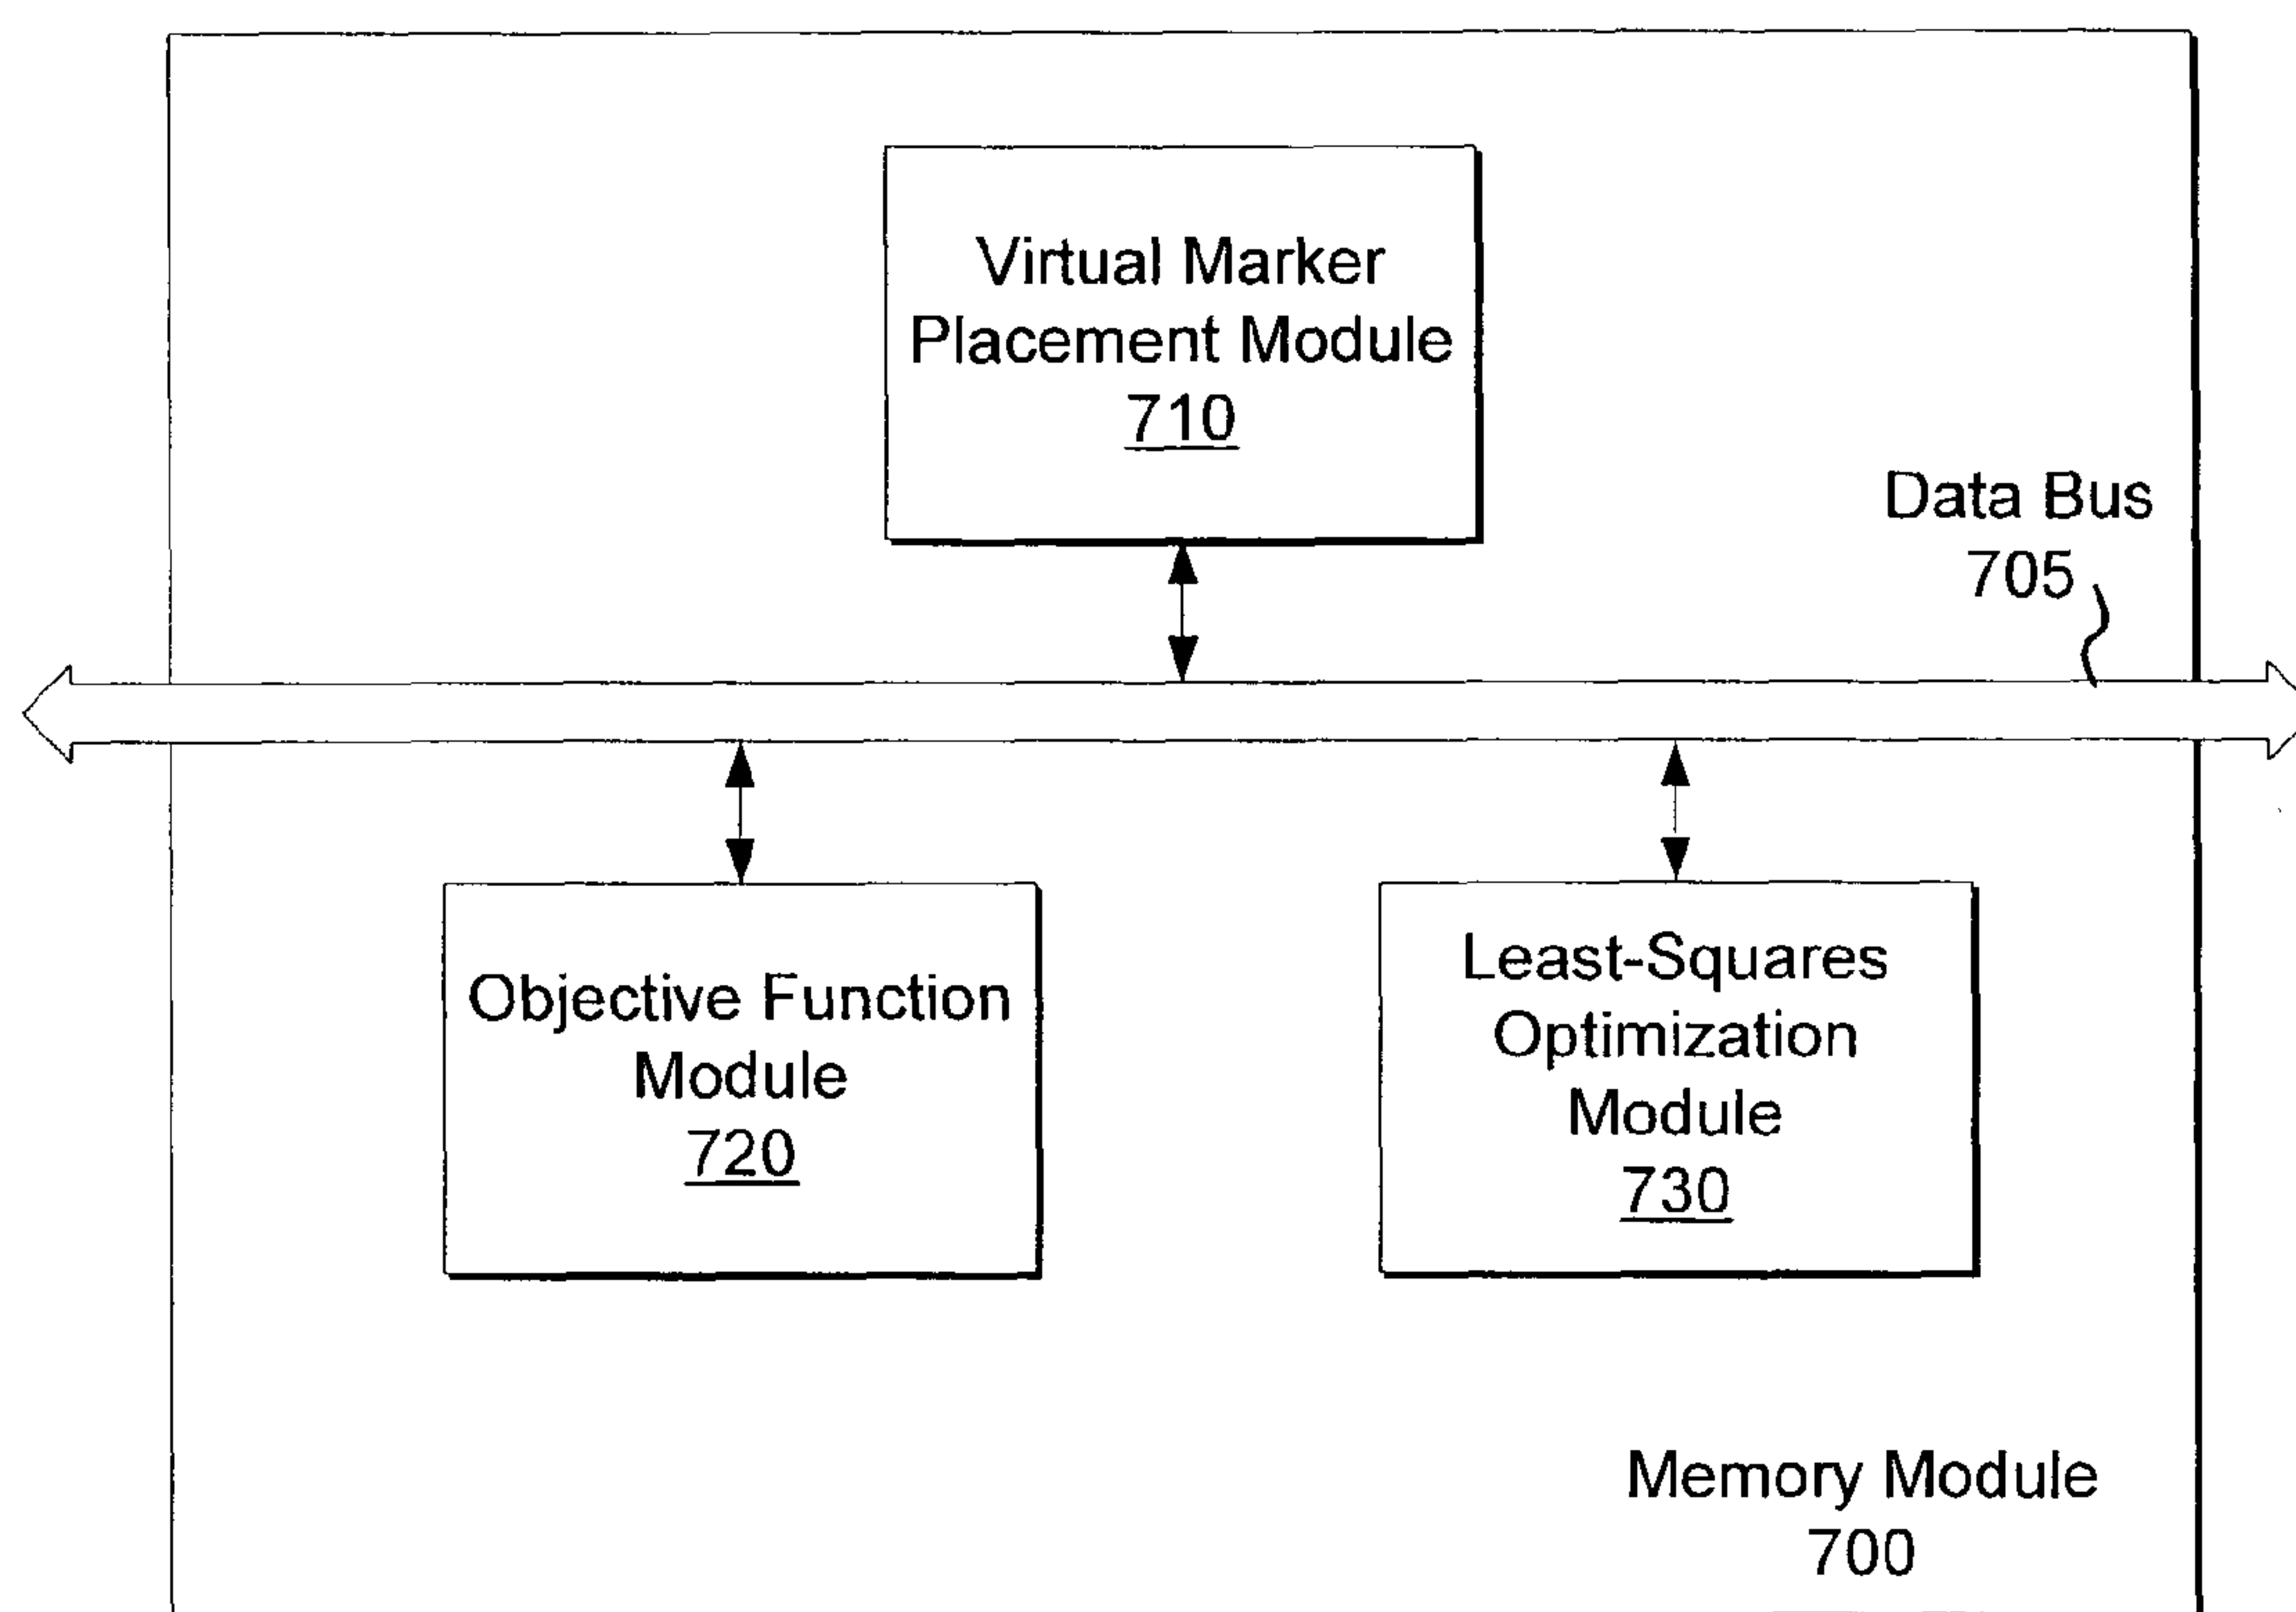 Virtual Marker
Placement Module
710
Data Bus
705
Objective Function
Module
720
Least-Squares
Optimization
Module
730
Memory Module
700